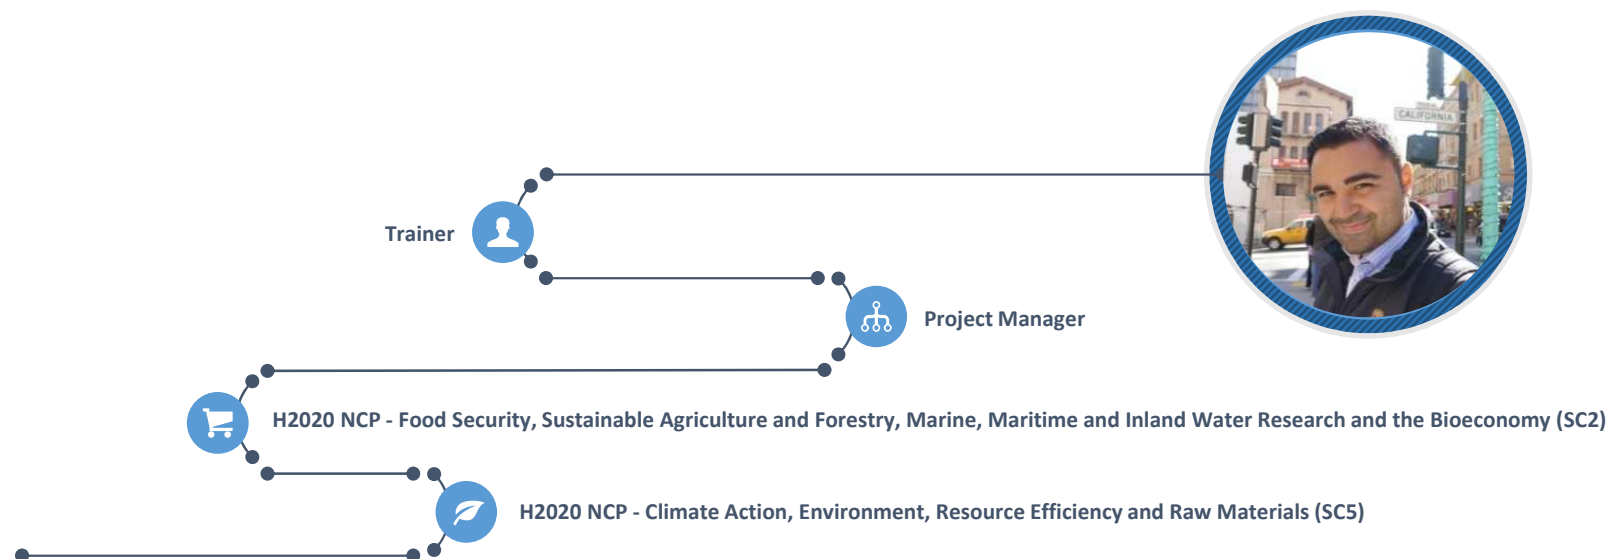 CALIFORNIA
Trainer
Project Manager
H2020 NCP - Food Security, Sustainable Agriculture and Forestry, Marine, Maritime and Inland Water Research and the Bioeconomy (SC2)
H2020 NCP - Climate Action, Environment, Resource Efficiency and Raw Materials (SC5)